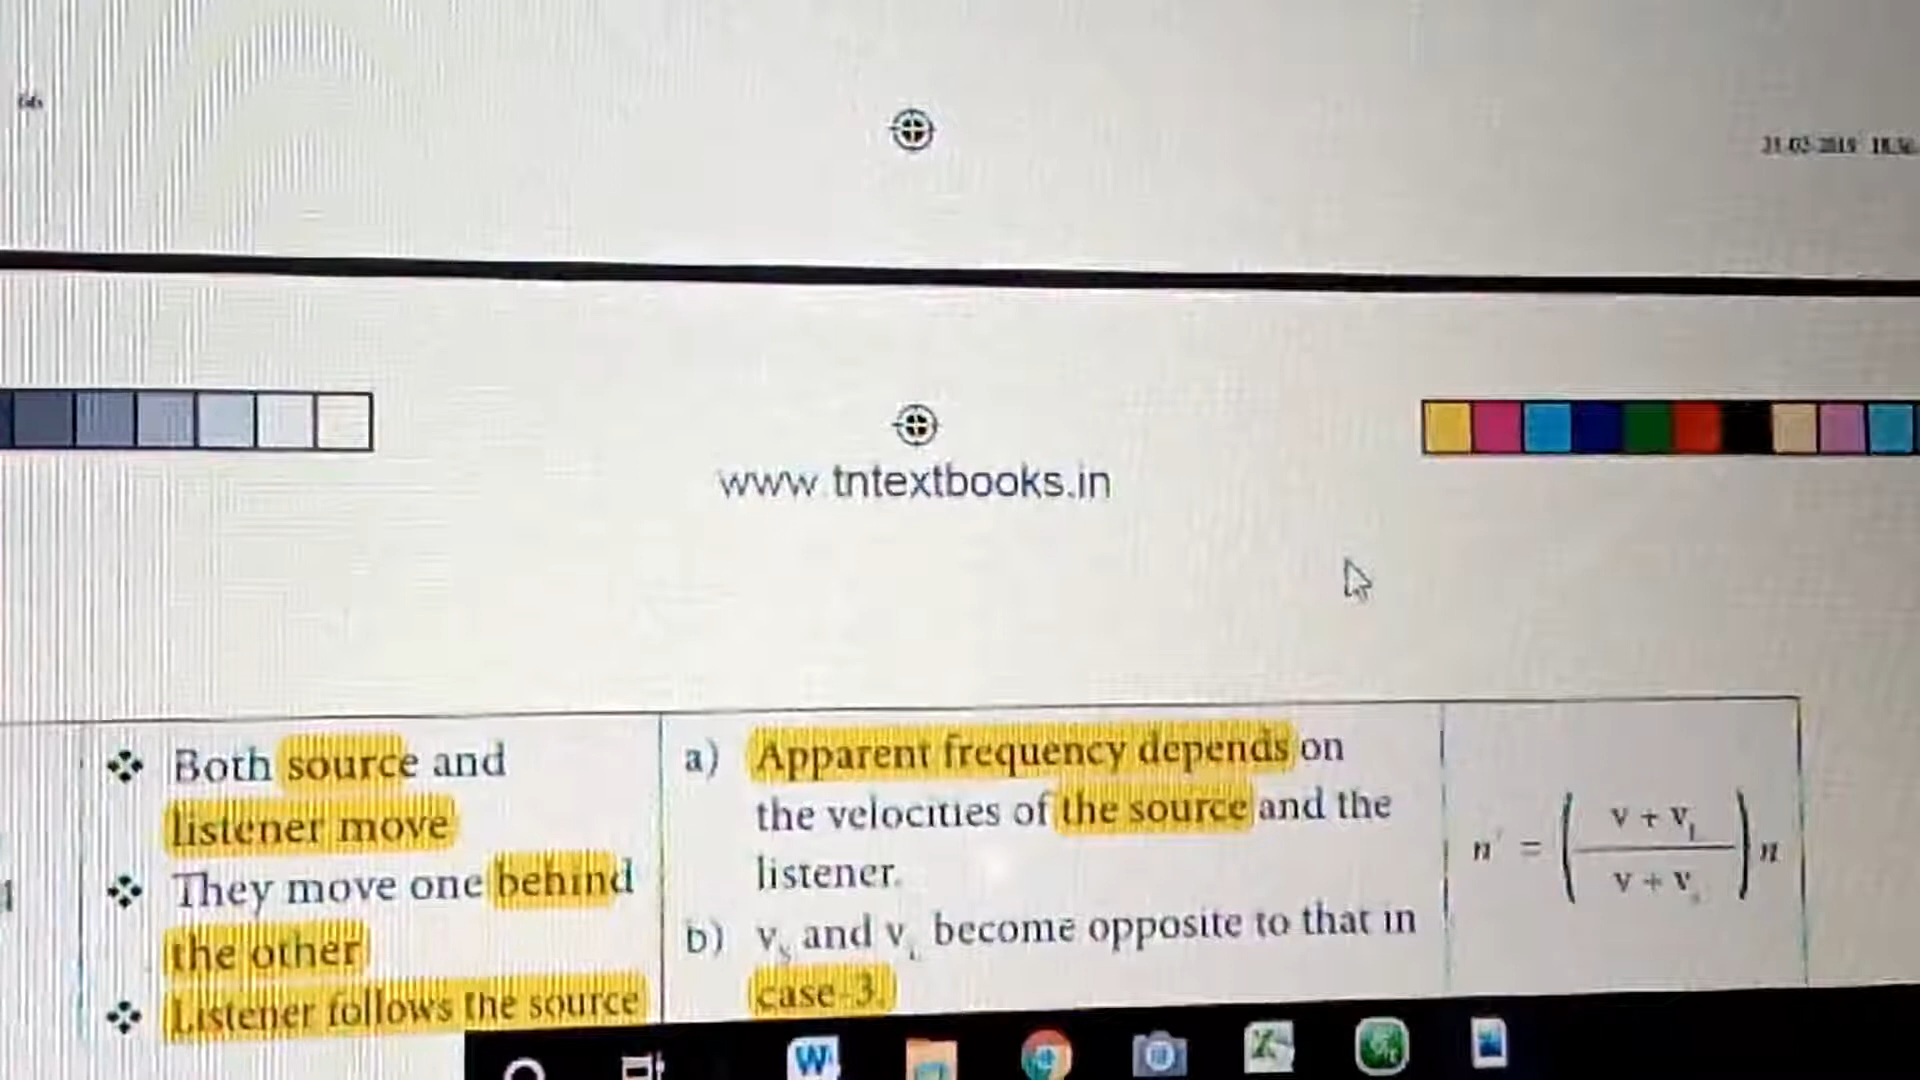 www tntextbooks.in
❖ Both source and
listener move
❖ They move one behind
the other
❖ Listener follows the source
a) Apparent frequency depends on
the velocities of the source and the
listener.
b) vₛ and v_L become opposite to that in
case-3.
n' = ( v + v_L / v + vₛ ) n